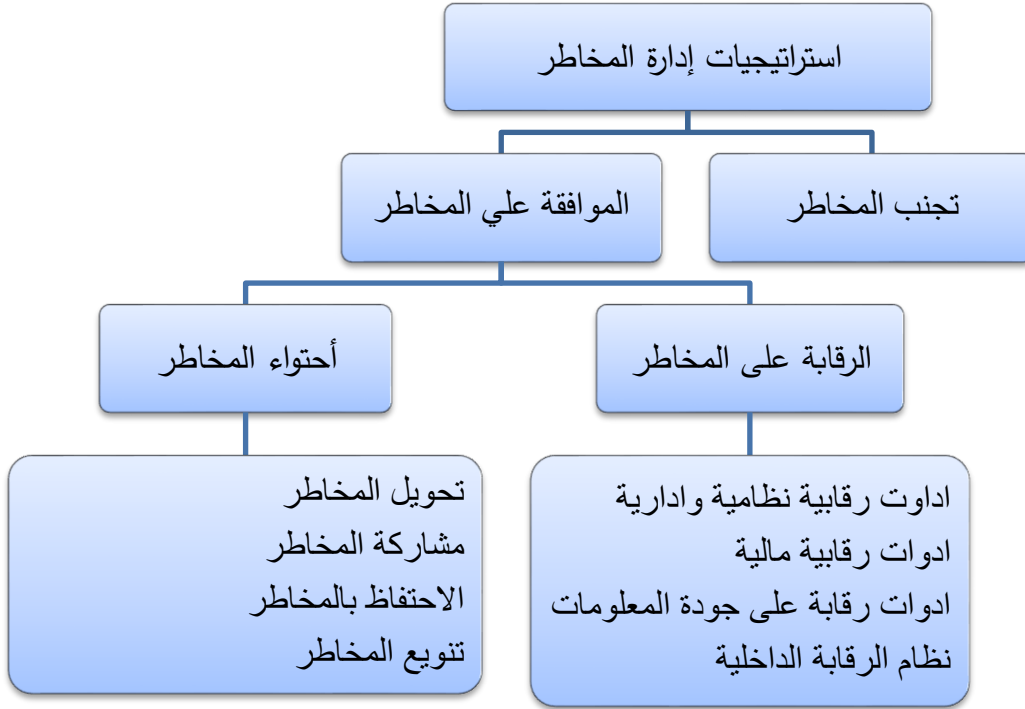 استراتيجيات إدارة المخاطر
تجنب المخاطر
الموافقة علي المخاطر
الرقابة على المخاطر
أحتواء المخاطر
اداوت رقابية نظامية وادارية
ادوات رقابية مالية
ادوات رقابة على جودة المعلومات
نظام الرقابة الداخلية
تحويل المخاطر
مشاركة المخاطر
الاحتفاظ بالمخاطر
تنويع المخاطر